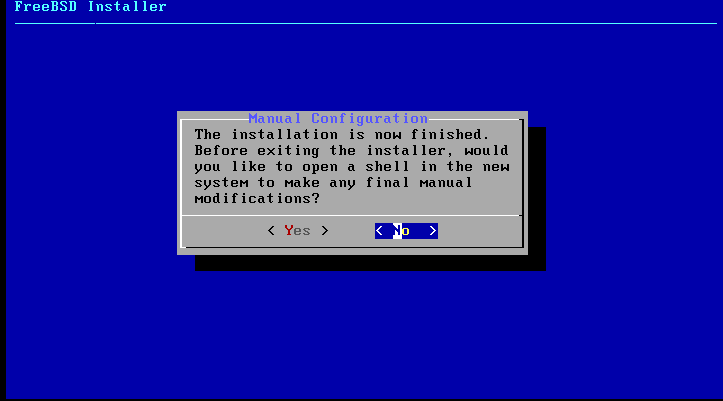 FreeBSD Installer
Manual Configuration
The installation is now finished.
Before exiting the installer, would
you like to open a shell in the new
system to make any final manual
modifications?
< Yes > < No >